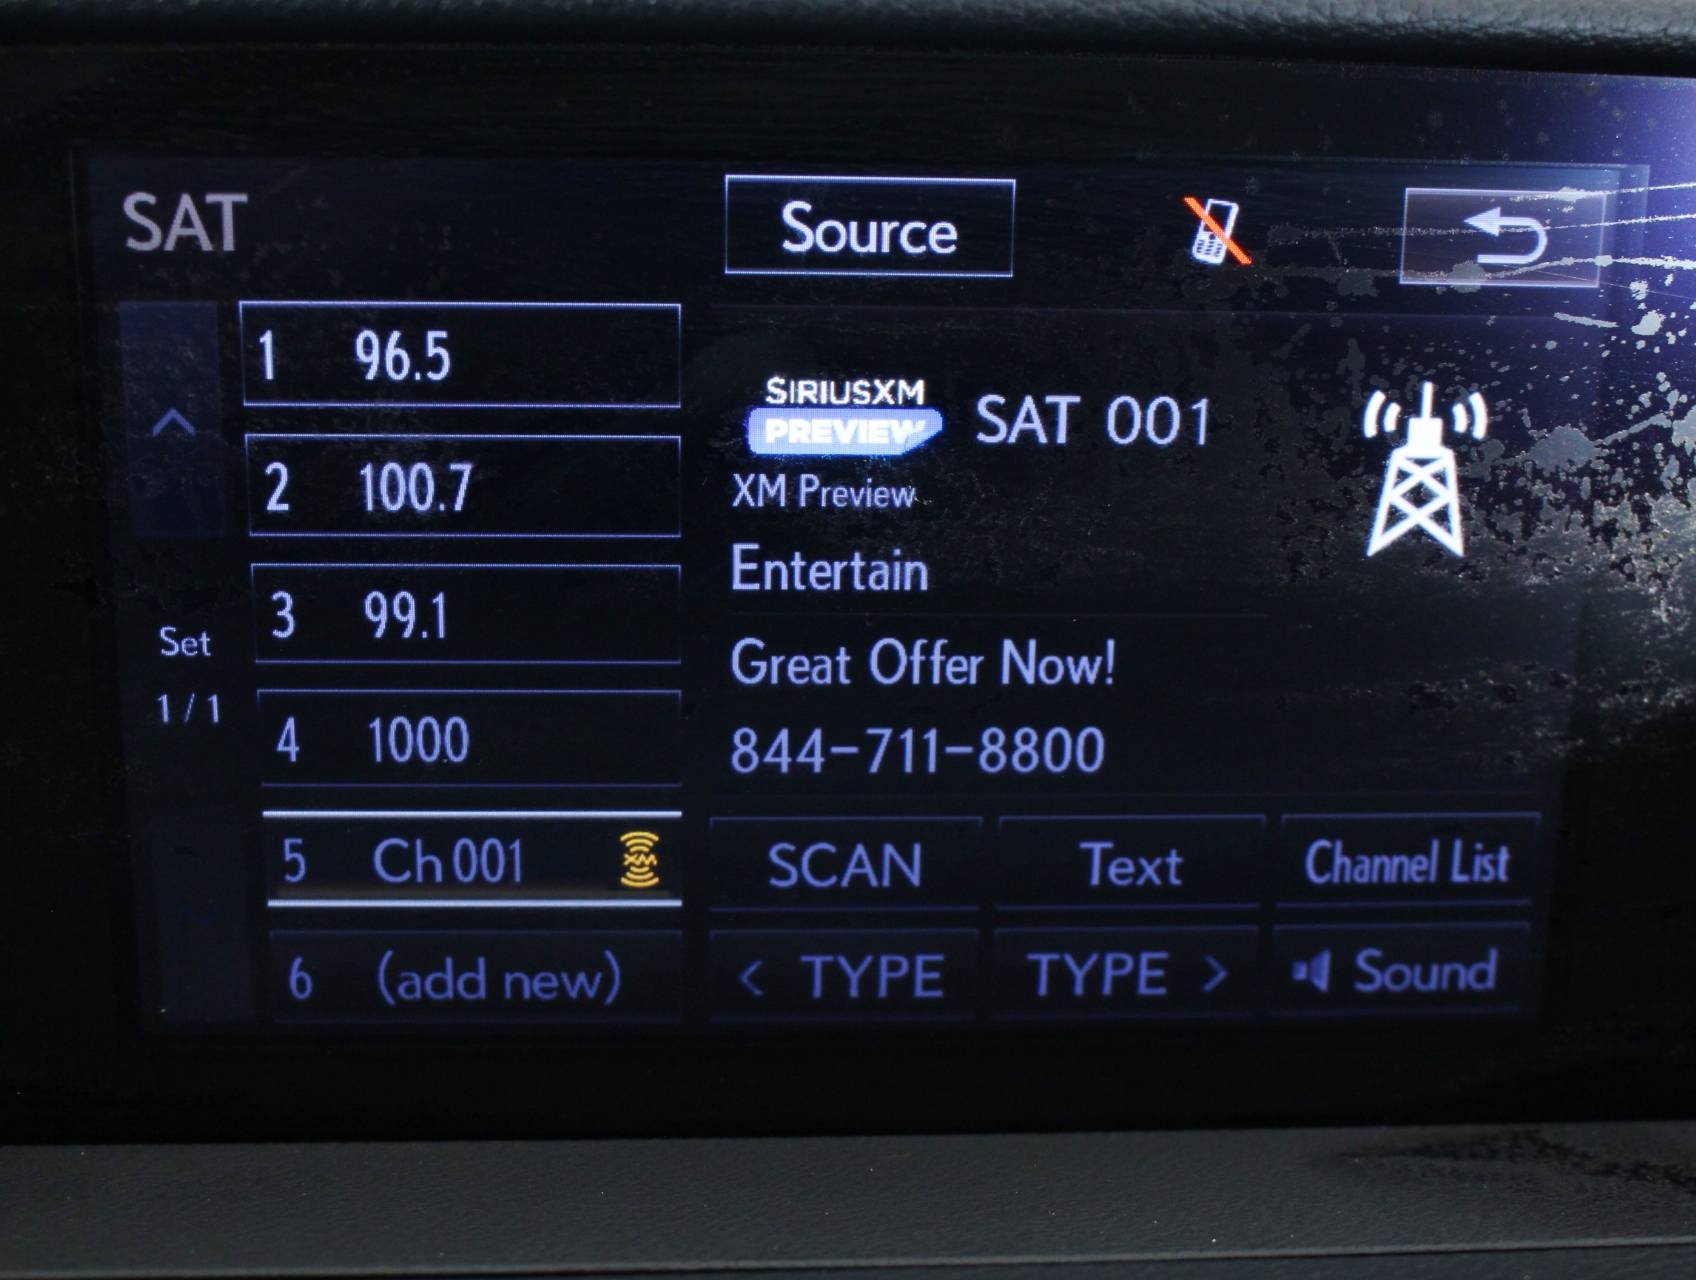 SAT
Source
1 96.5
2 100.7
3 99.1
4 1000
5 Ch 001 XM
6 (add new)
Set
1 / 1
SIRIUSXM
PREVIEW
SAT 001
XM Preview
Entertain
Great Offer Now!
844-711-8800
SCAN
Text
Channel List
< TYPE
TYPE >
Sound